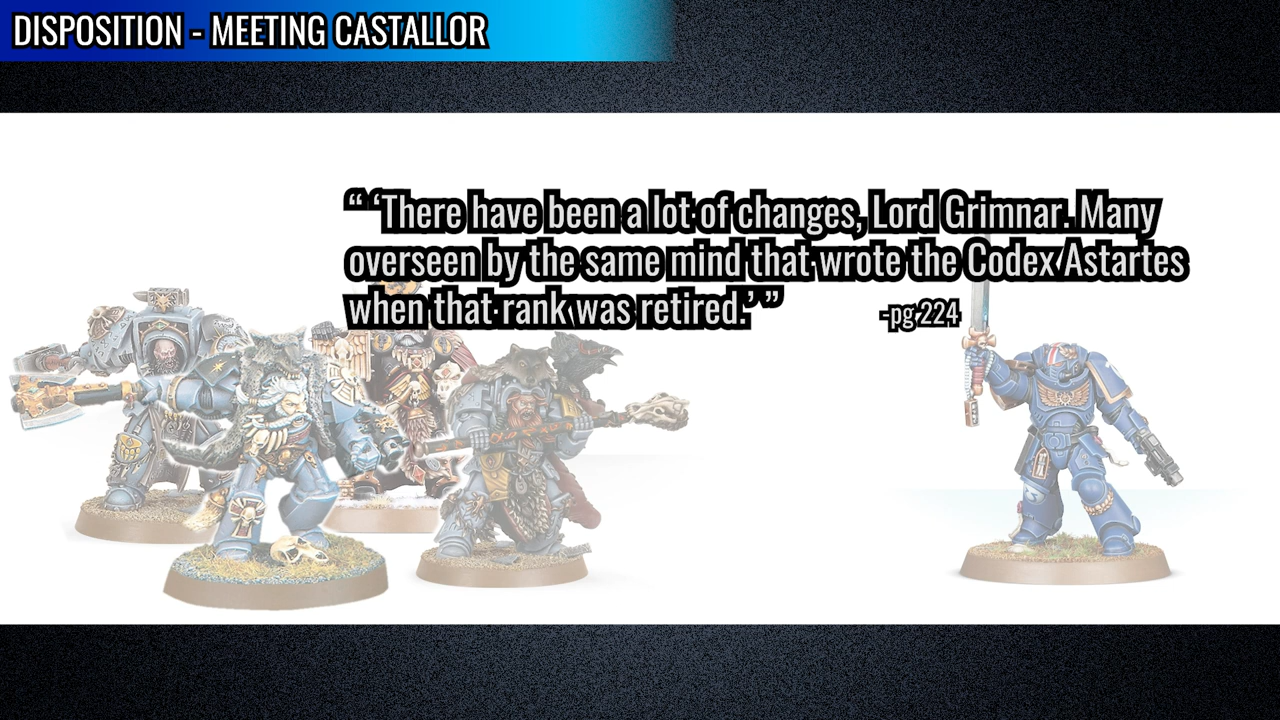 DISPOSITION - MEETING CASTALLOR
“ ‘There have been a lot of changes, Lord Grimnar. Many
overseen by the same mind that wrote the Codex Astartes
when that rank was retired.’ ”
-pg 224